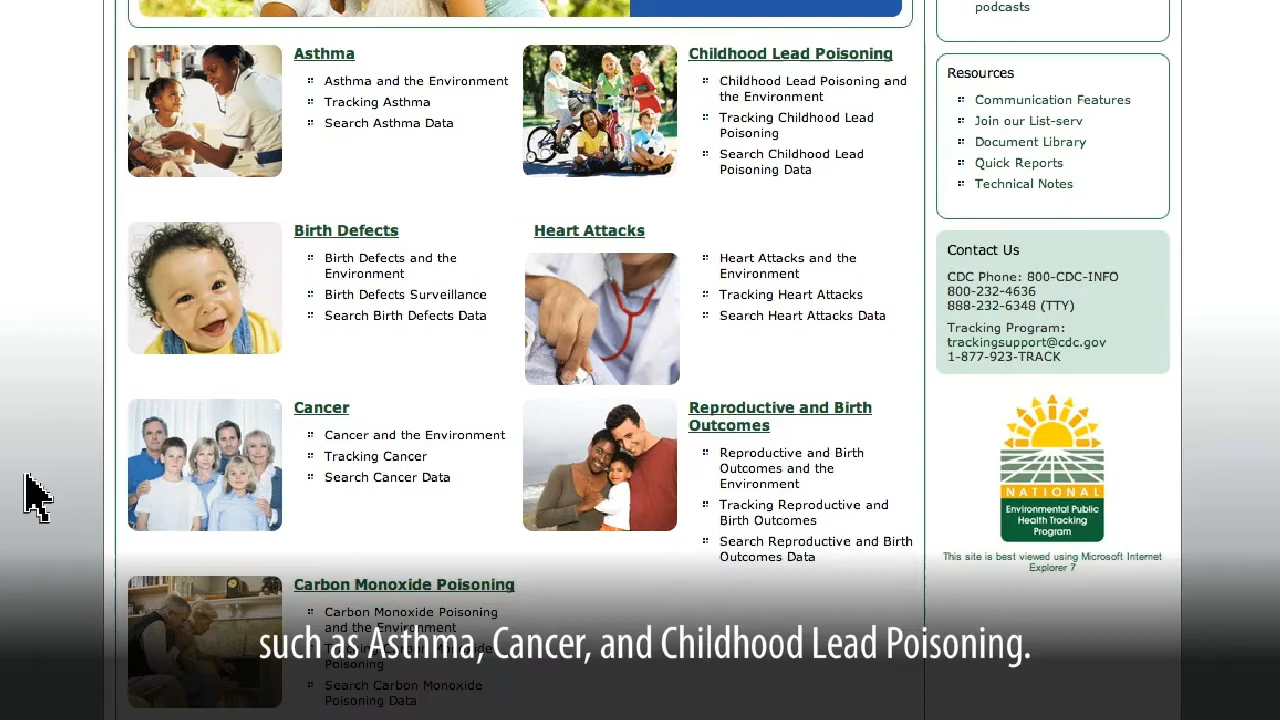 podcasts
Asthma
Asthma and the Environment
Tracking Asthma
Search Asthma Data
Childhood Lead Poisoning
Childhood Lead Poisoning and
the Environment
Tracking Childhood Lead
Poisoning
Search Childhood Lead
Poisoning Data
Birth Defects
Birth Defects and the
Environment
Birth Defects Surveillance
Search Birth Defects Data
Heart Attacks
Heart Attacks and the
Environment
Tracking Heart Attacks
Search Heart Attacks Data
Cancer
Cancer and the Environment
Tracking Cancer
Search Cancer Data
Reproductive and Birth
Outcomes
Reproductive and Birth
Outcomes and the
Environment
Tracking Reproductive and
Birth Outcomes
Search Reproductive and Birth
Outcomes Data
Carbon Monoxide Poisoning
Carbon Monoxide Poisoning
and the Environment
Tracking Carbon Monoxide
Poisoning
Search Carbon Monoxide
Poisoning Data
Resources
Communication Features
Join our List-serv
Document Library
Quick Reports
Technical Notes
Contact Us
CDC Phone: 800-CDC-INFO
800-232-4636
888-232-6348 (TTY)
Tracking Program:
trackingsupport@cdc.gov
1-877-923-TRACK
NATIONAL
Environmental Public
Health Tracking
Program
This site is best viewed using Microsoft Internet
Explorer 7
such as Asthma, Cancer, and Childhood Lead Poisoning.